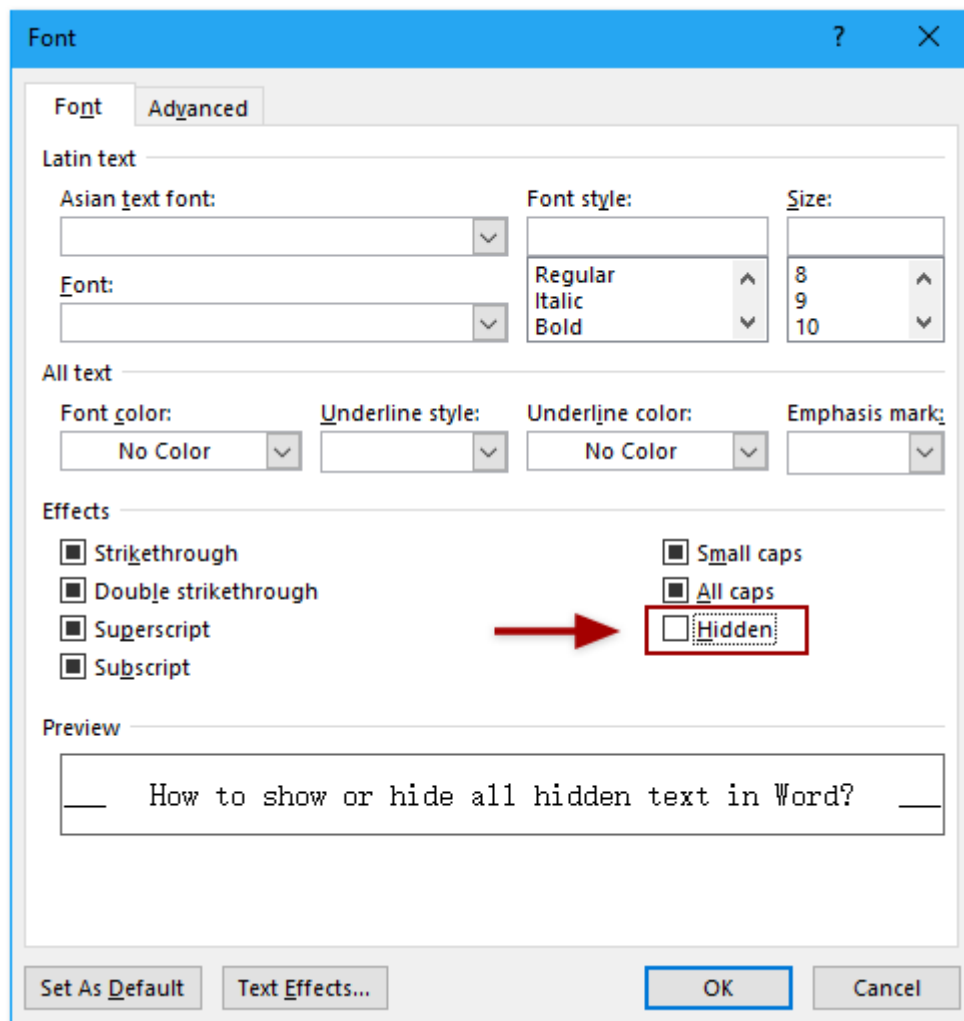 Font ?
Font Advanced
Latin text
Asian text font: Font style: Size:
Regular 8
Font: Italic 9
Bold 10
All text
Font color: Underline style: Underline color: Emphasis mark:
No Color No Color
Effects
Strikethrough Small caps
Double strikethrough All caps
Superscript Hidden
Subscript
Preview
How to show or hide all hidden text in Word?
Set As Default Text Effects... OK Cancel